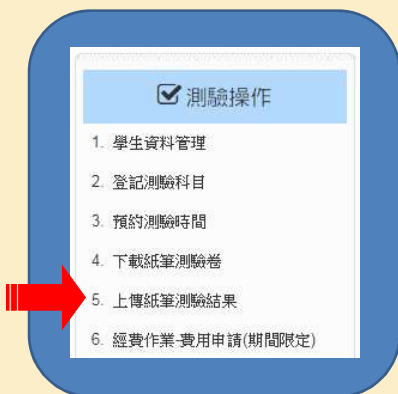 測驗操作
1. 學生資料管理
2. 登記測驗科目
3. 預約測驗時間
4. 下載紙筆測驗卷
5. 上傳紙筆測驗結果
6. 經費作業-費用申請(期間限定)